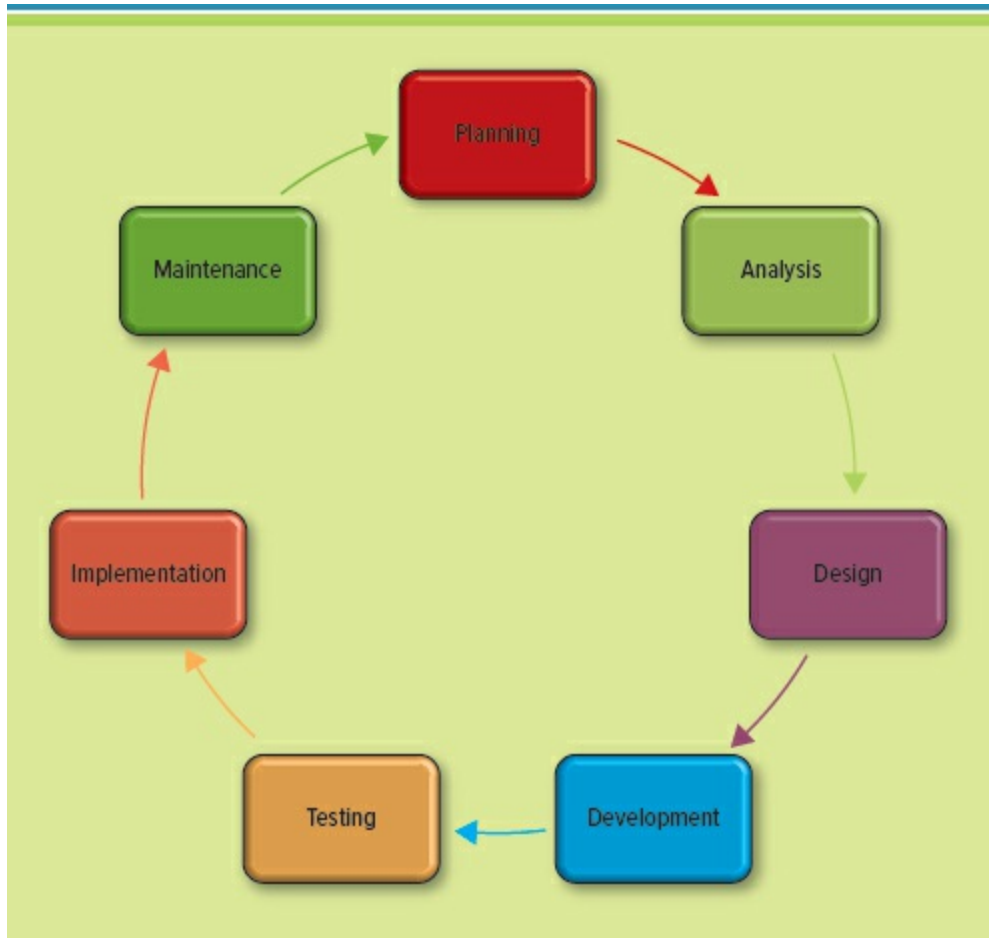 Planning
Analysis
Design
Development
Testing
Implementation
Maintenance